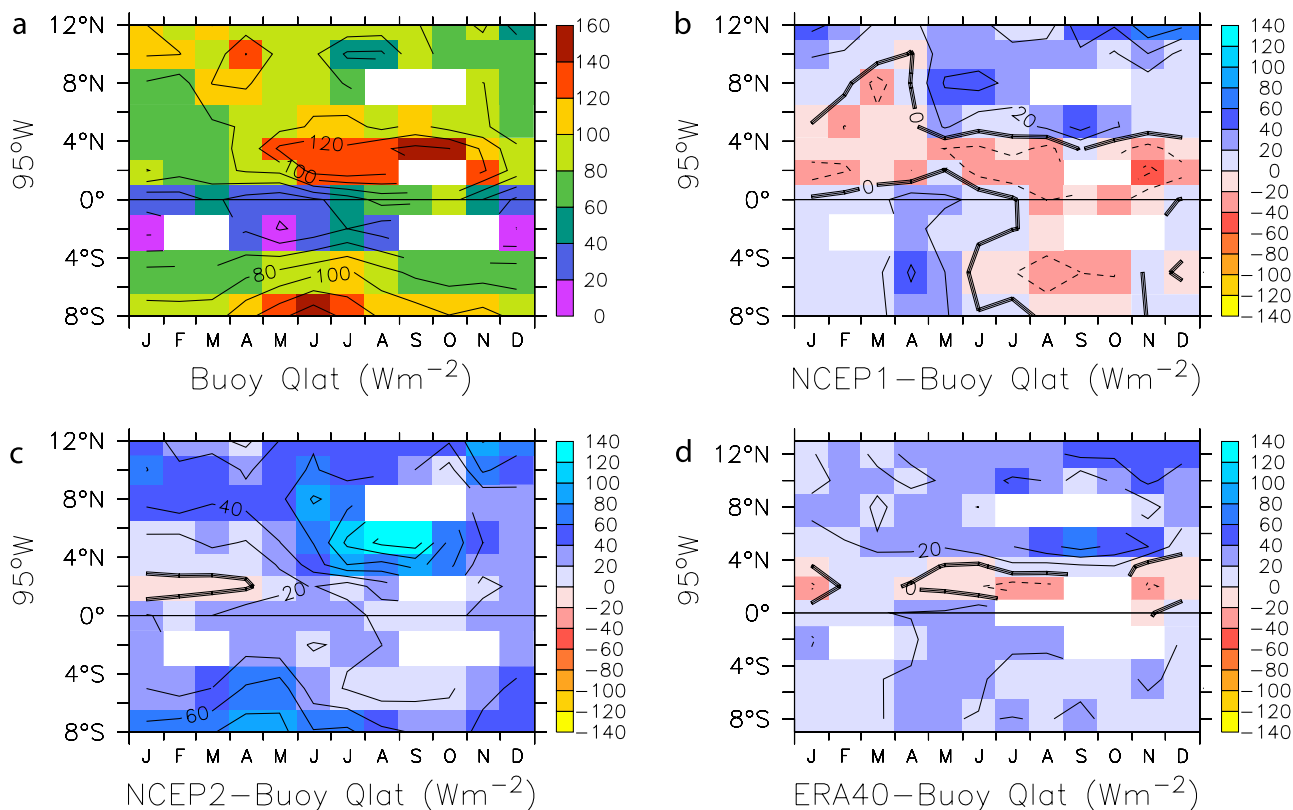 a
12°N
8°N
4°N
0°
4°S
8°S
95°W
120
100
80
100
J F M A M J J A S O N D
Buoy Qlat (Wm⁻²)
160
140
120
100
80
60
40
20
0
b
12°N
8°N
4°N
0°
4°S
8°S
95°W
0
20
0
J F M A M J J A S O N D
NCEP1-Buoy Qlat (Wm⁻²)
140
120
100
80
60
40
20
0
-20
-40
-60
-80
-100
-120
-140
c
12°N
8°N
4°N
0°
4°S
8°S
95°W
40
20
60
J F M A M J J A S O N D
NCEP2-Buoy Qlat (Wm⁻²)
140
120
100
80
60
40
20
0
-20
-40
-60
-80
-100
-120
-140
d
12°N
8°N
4°N
0°
4°S
8°S
95°W
20
0
J F M A M J J A S O N D
ERA40-Buoy Qlat (Wm⁻²)
140
120
100
80
60
40
20
0
-20
-40
-60
-80
-100
-120
-140